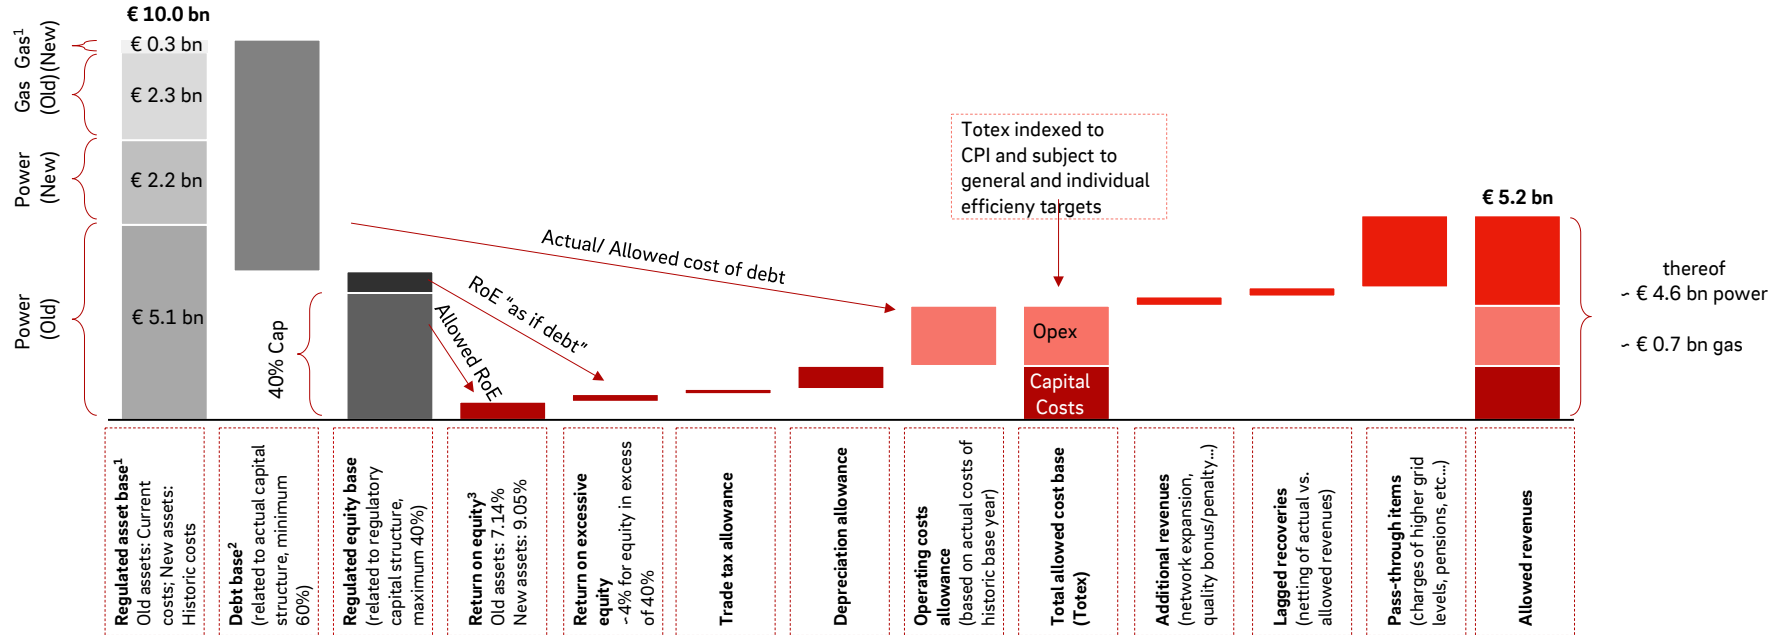 € 10.0 bn
Gas¹
(New)
€ 0.3 bn
Gas
(Old)
€ 2.3 bn
Power
(New)
€ 2.2 bn
Power
(Old)
€ 5.1 bn
40% Cap
Actual/ Allowed cost of debt
RoE "as if debt"
Allowed RoE
Totex indexed to
CPI and subject to
general and individual
efficieny targets
Opex
Capital
Costs
€ 5.2 bn
thereof
~ € 4.6 bn power
~ € 0.7 bn gas
Regulated asset base¹
Old assets: Current
costs; New assets:
Historic costs
Debt base²
(related to actual capital
structure, minimum
60%)
Regulated equity base
(related to regulatory
capital structure,
maximum 40%)
Return on equity³
Old assets: 7.14%
New assets: 9.05%
Return on excessive
equity
~4% for equity in excess
of 40%
Trade tax allowance
Depreciation allowance
Operating costs
allowance
(based on actual costs of
historic base year)
Total allowed cost base
(Totex)
Additional revenues
(network expansion,
quality bonus/penalty...)
Lagged recoveries
(netting of actual vs.
allowed revenues)
Pass-through items
(charges of higher grid
levels, pensions, etc...)
Allowed revenues